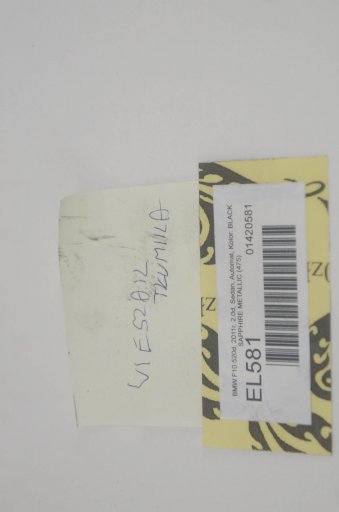 WIESZAK
TŁUMIKA
BMW F10 520d, 2011r, 2.0d, Sedan, Automat, Kolor: BLACK
SAPPHIRE METALLIC (475)
EL581
01420581